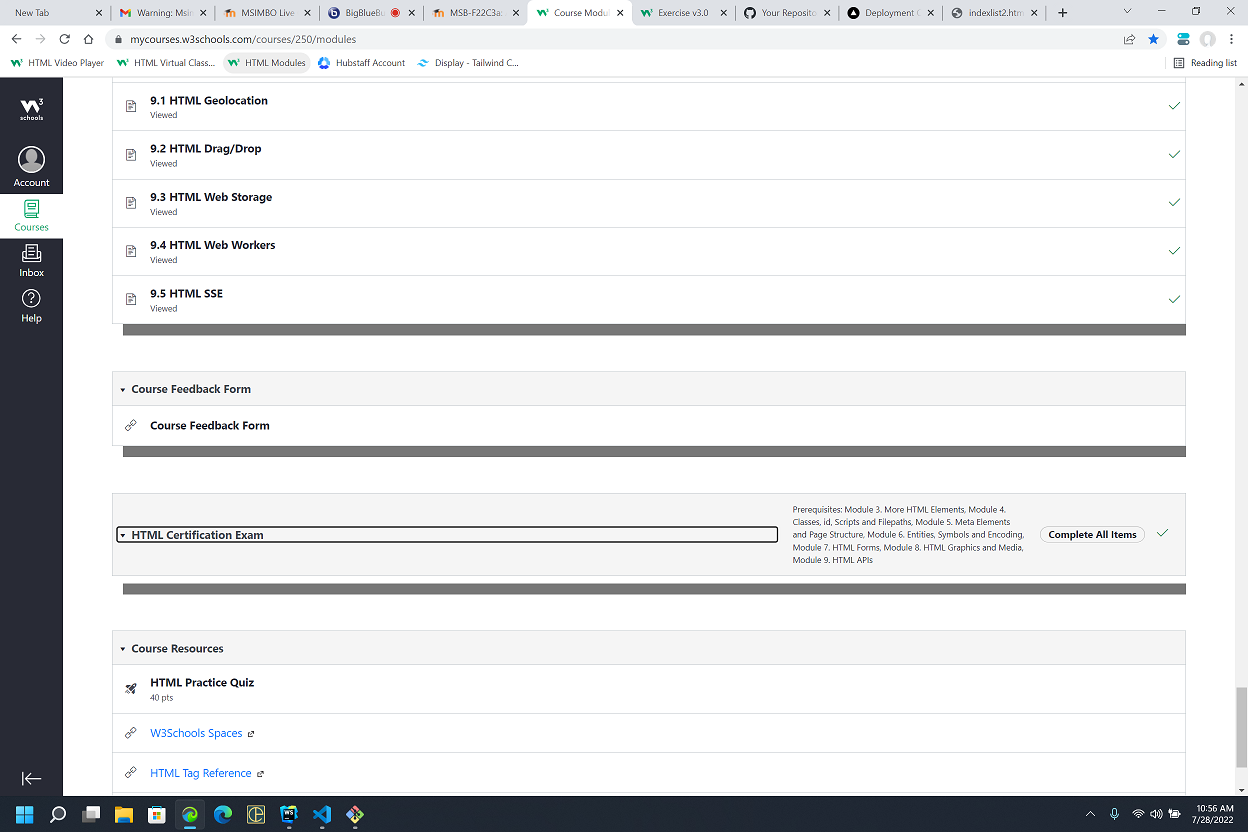 New Tab
Warning: Msin
MSIMBO Live
BigBlueBu
MSB-F22C3a:
Course Modul
Exercise v3.0
Your Reposito
Deployment O
indexlist2.htm
mycourses.w3schools.com/courses/250/modules
HTML Video Player
HTML Virtual Class...
HTML Modules
Hubstaff Account
Display - Tailwind C...
Reading list
W3
schools
Account
Courses
Inbox
Help
9.1 HTML Geolocation
Viewed
9.2 HTML Drag/Drop
Viewed
9.3 HTML Web Storage
Viewed
9.4 HTML Web Workers
Viewed
9.5 HTML SSE
Viewed
Course Feedback Form
Course Feedback Form
HTML Certification Exam
Prerequisites: Module 3. More HTML Elements, Module 4.
Classes, id, Scripts and Filepaths, Module 5. Meta Elements
and Page Structure, Module 6. Entities, Symbols and Encoding,
Module 7. HTML Forms, Module 8. HTML Graphics and Media,
Module 9. HTML APIs
Complete All Items
Course Resources
HTML Practice Quiz
40 pts
W3Schools Spaces
HTML Tag Reference
10:56 AM
7/28/2022